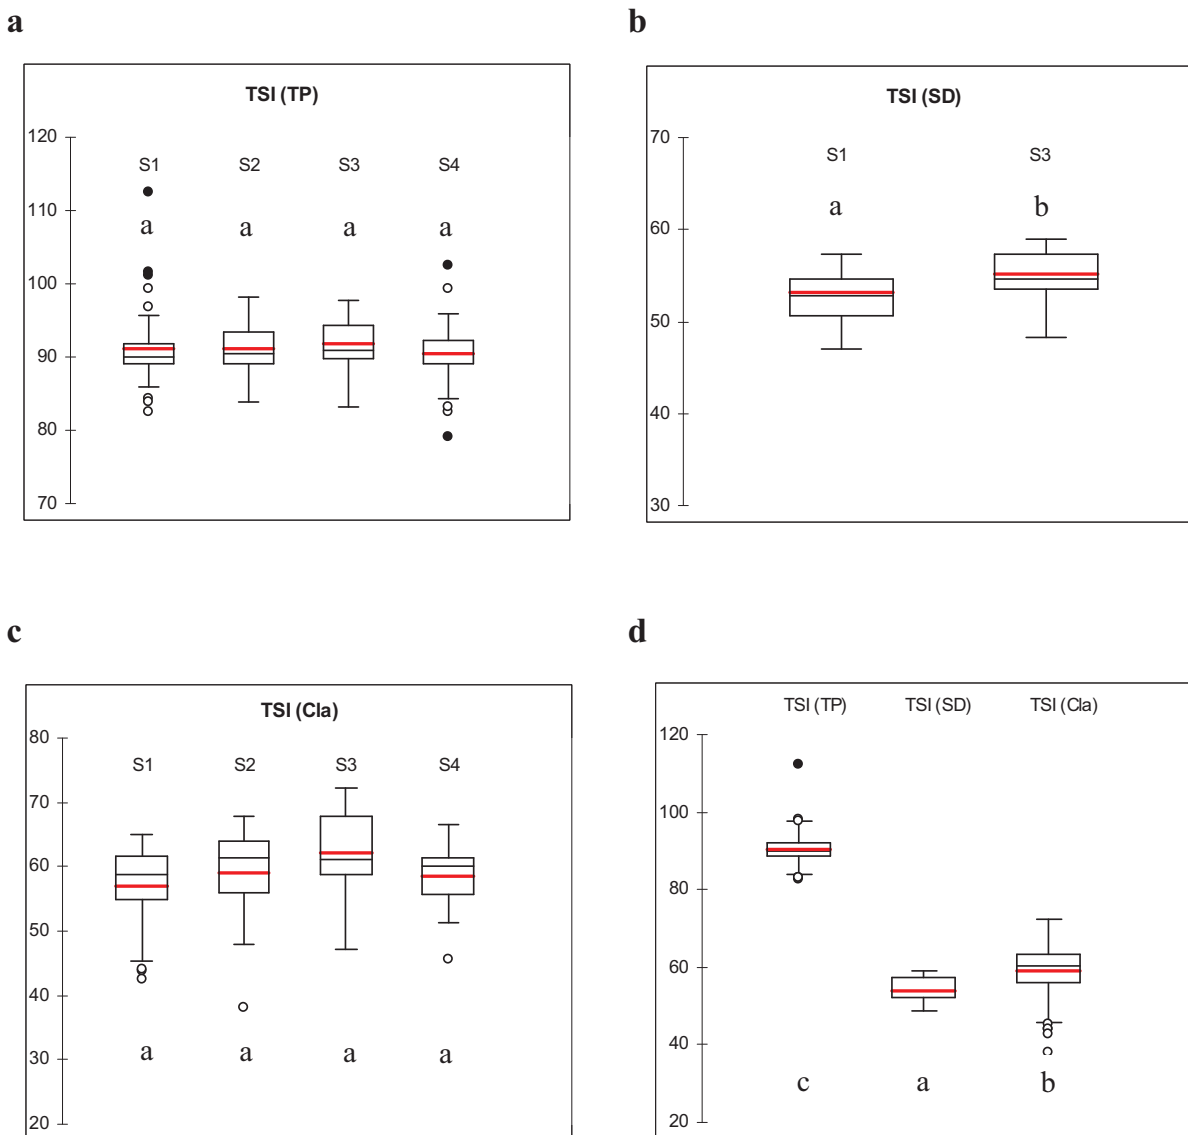 a
TSI (TP)
120
S1 S2 S3 S4
110
a a a a
100
90
80
70
b
TSI (SD)
70
S1 S3
60
a b
50
40
30
c
TSI (Cla)
80
S1 S2 S3 S4
70
60
50
40
30
a a a a
20
d
TSI (TP) TSI (SD) TSI (Cla)
120
100
80
60
40
c a b
20